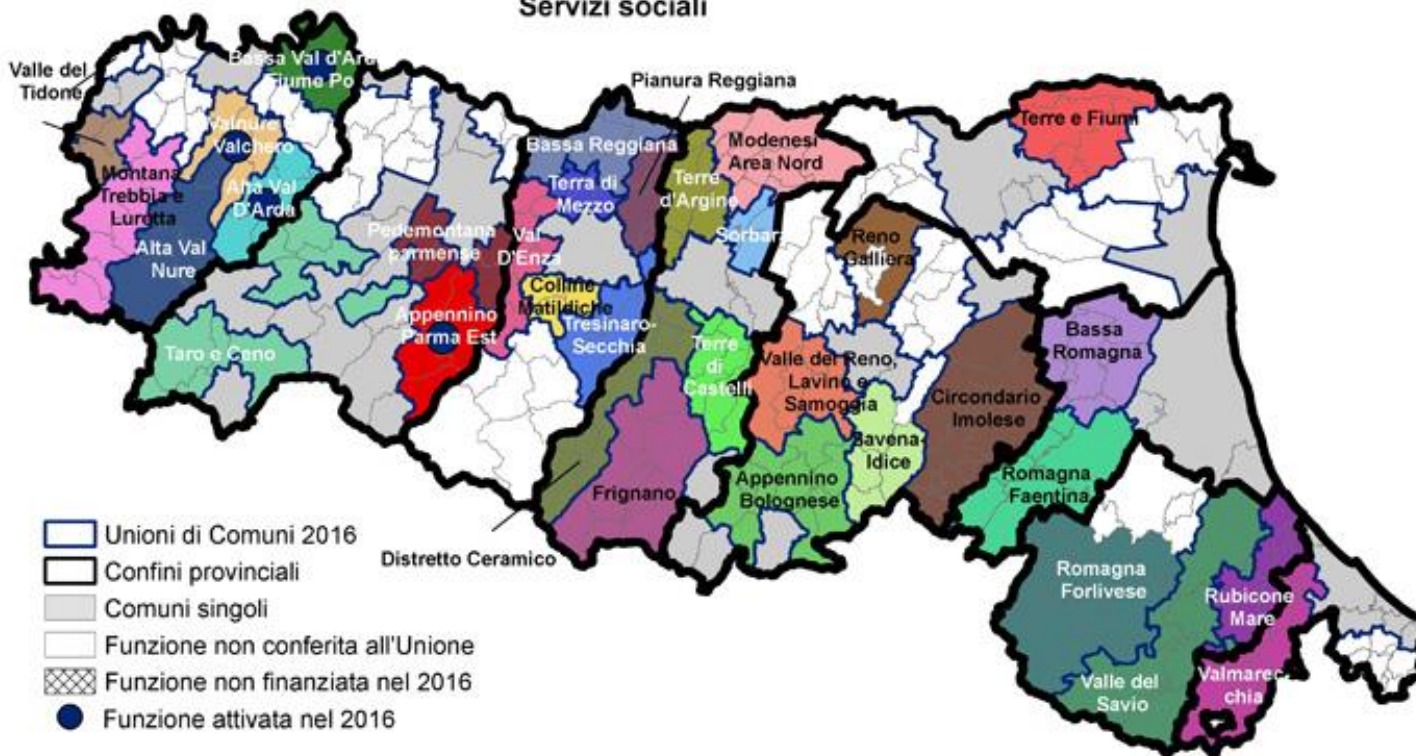 Servizi sociali
Valle del
Tidone
Bassa Val d'Arda
Fiume Po
Pianura Reggiana
Valnure
Valchero
Bassa Reggiana
Modenesi
Area Nord
Terre e Fiumi
Montana
Trebbia e
Luretta
Alta Val
D'Arda
Terra di
Mezzo
Terre
d'Argine
Sorbara
Alta Val
Nure
Pedemontana
parmense
Val
D'Enza
Reno
Galliera
Colline
Matildiche
Appennino
Parma Est
Tresinaro-
Secchia
Taro e Ceno
Terre
di
Castelli
Valle del Reno,
Lavino e
Samoggia
Bassa
Romagna
Circondario
Imolese
Savena-
Idice
Frignano
Appennino
Bolognese
Romagna
Faentina
Distretto Ceramico
Romagna
Forlivese
Rubicone
Mare
Valle del
Savio
Valmarec-
chia
Unioni di Comuni 2016
Confini provinciali
Comuni singoli
Funzione non conferita all'Unione
Funzione non finanziata nel 2016
Funzione attivata nel 2016